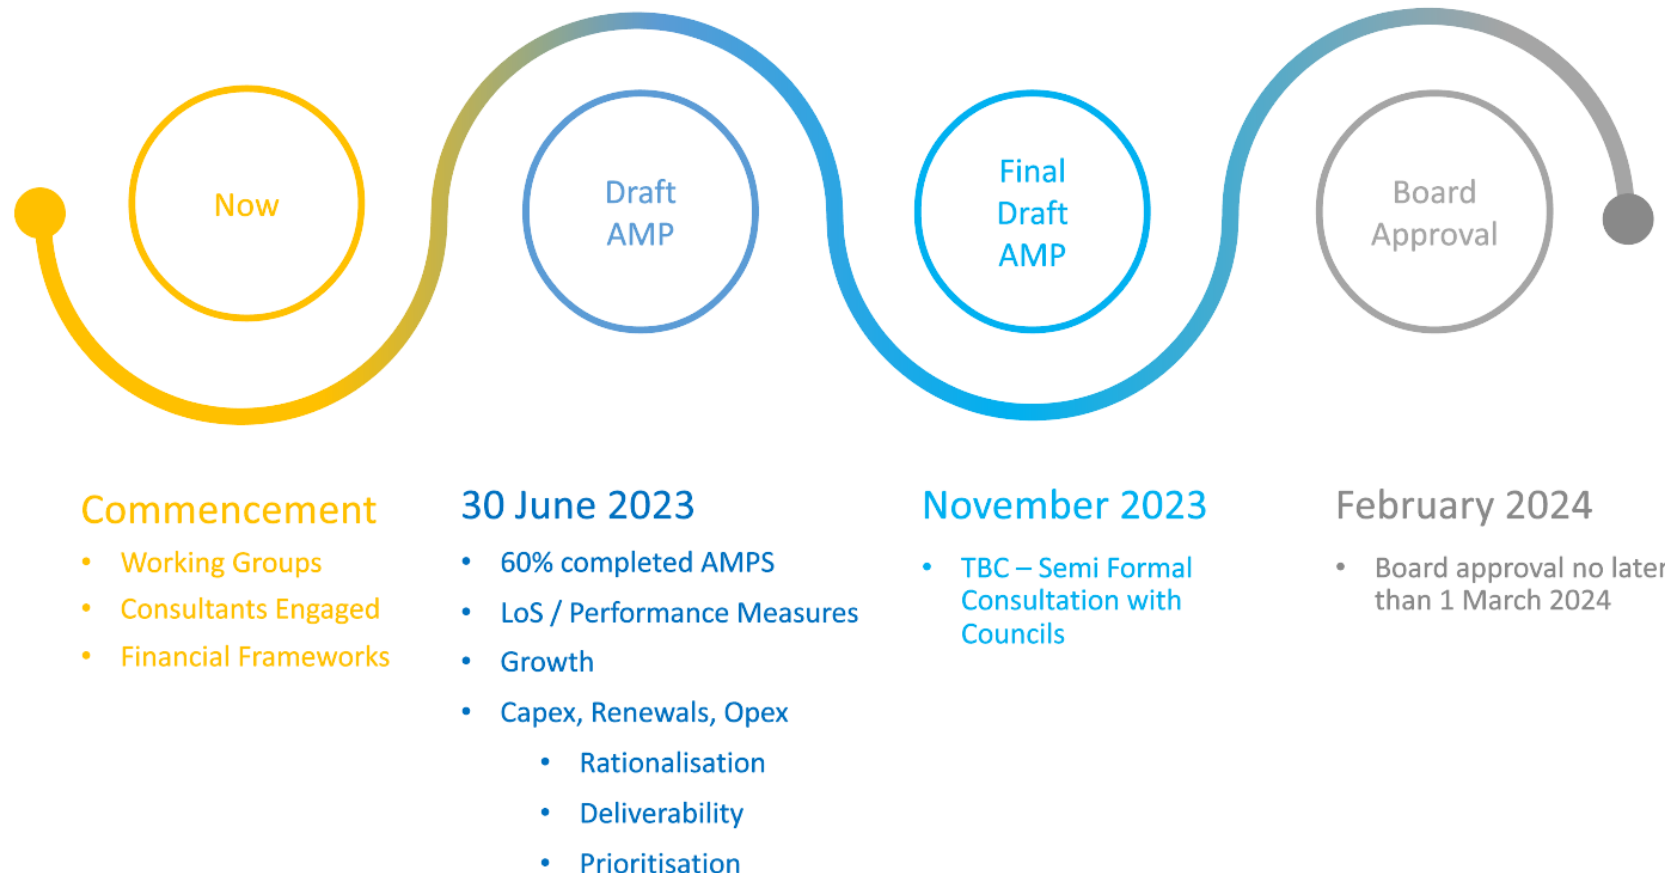 Now
Draft
AMP
Final
Draft
AMP
Board
Approval
Commencement
• Working Groups
• Consultants Engaged
• Financial Frameworks
30 June 2023
• 60% completed AMPS
• LoS / Performance Measures
• Growth
• Capex, Renewals, Opex
• Rationalisation
• Deliverability
• Prioritisation
November 2023
• TBC – Semi Formal
Consultation with
Councils
February 2024
• Board approval no later
than 1 March 2024